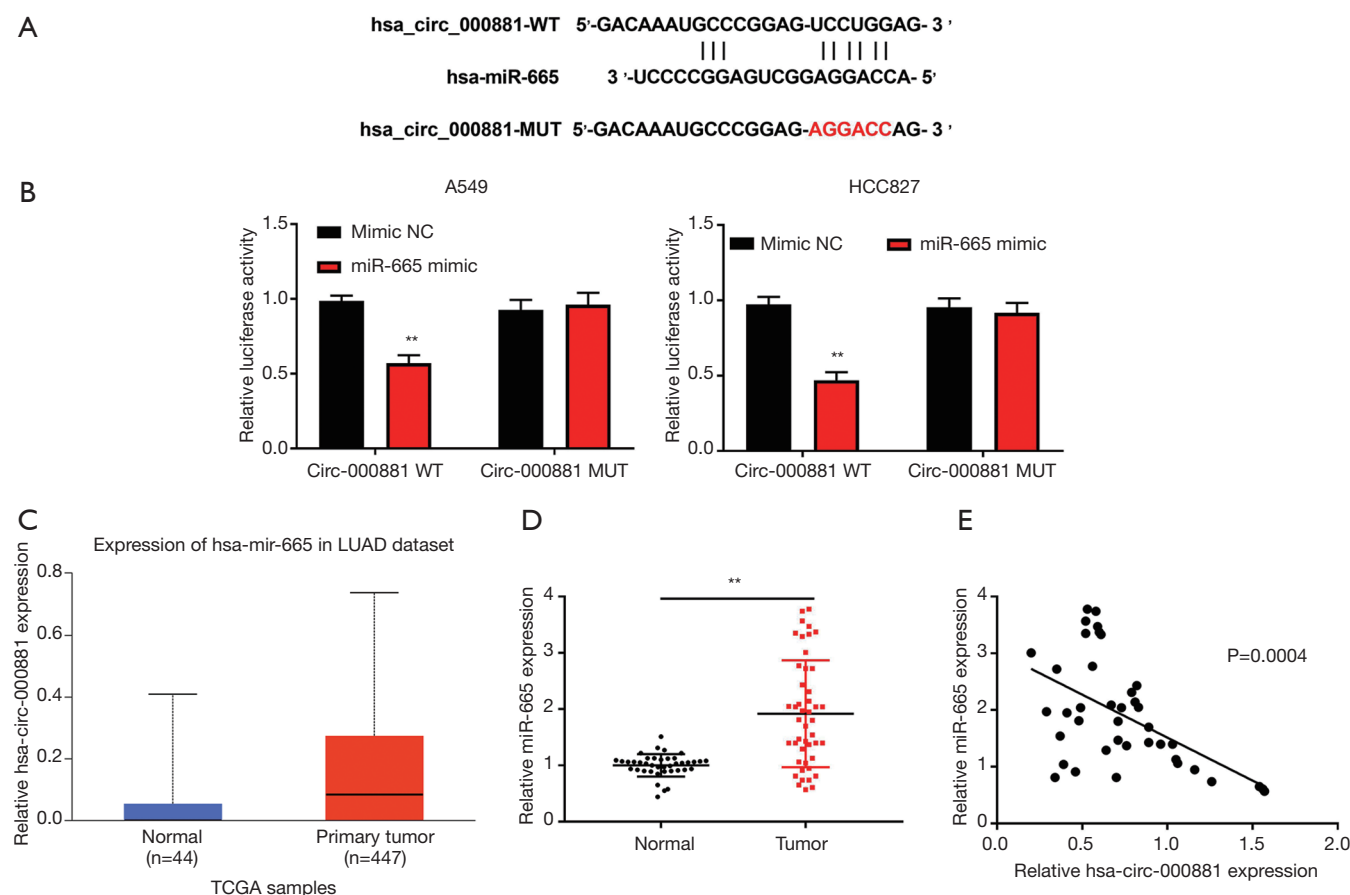 A
hsa_circ_000881-WT 5'-GACAAAUGCCCGGAG-UCCUGGAG- 3 '
hsa-miR-665 3 '-UCCCCGGAGUCGGAGGACCA- 5'
hsa_circ_000881-MUT 5'-GACAAAUGCCCGGAG-AGGACCAG- 3 '
B
A549
Relative luciferase activity
1.5
1.0
0.5
0.0
Mimic NC
miR-665 mimic
**
Circ-000881 WT Circ-000881 MUT
HCC827
Relative luciferase activity
1.5
1.0
0.5
0.0
Mimic NC miR-665 mimic
**
Circ-000881 WT Circ-000881 MUT
C
Expression of hsa-mir-665 in LUAD dataset
Relative hsa-circ-000881 expression
0.8
0.6
0.4
0.2
0.0
Normal Primary tumor
(n=44) (n=447)
TCGA samples
D
Relative miR-665 expression
4
3
2
1
0
**
Normal Tumor
E
Relative miR-665 expression
4
3
2
1
0
P=0.0004
0.0 0.5 1.0 1.5 2.0
Relative hsa-circ-000881 expression